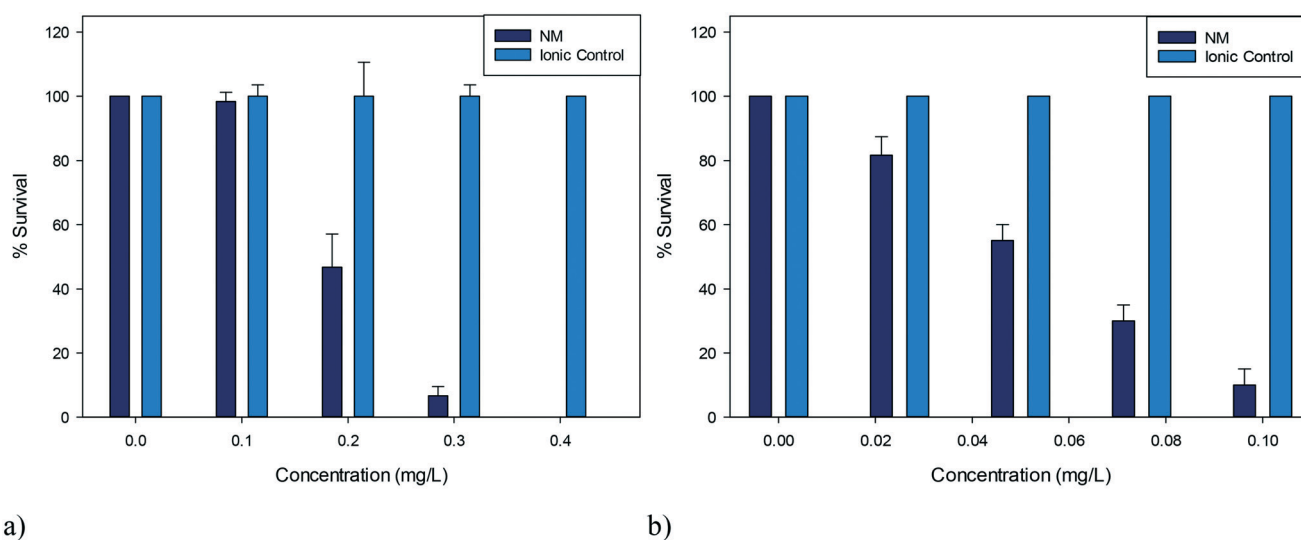 NM
Ionic Control
120
100
80
60
40
20
0
% Survival
0.0 0.1 0.2 0.3 0.4
Concentration (mg/L)
a)
NM
Ionic Control
120
100
80
60
40
20
0
% Survival
0.00 0.02 0.04 0.06 0.08 0.10
Concentration (mg/L)
b)